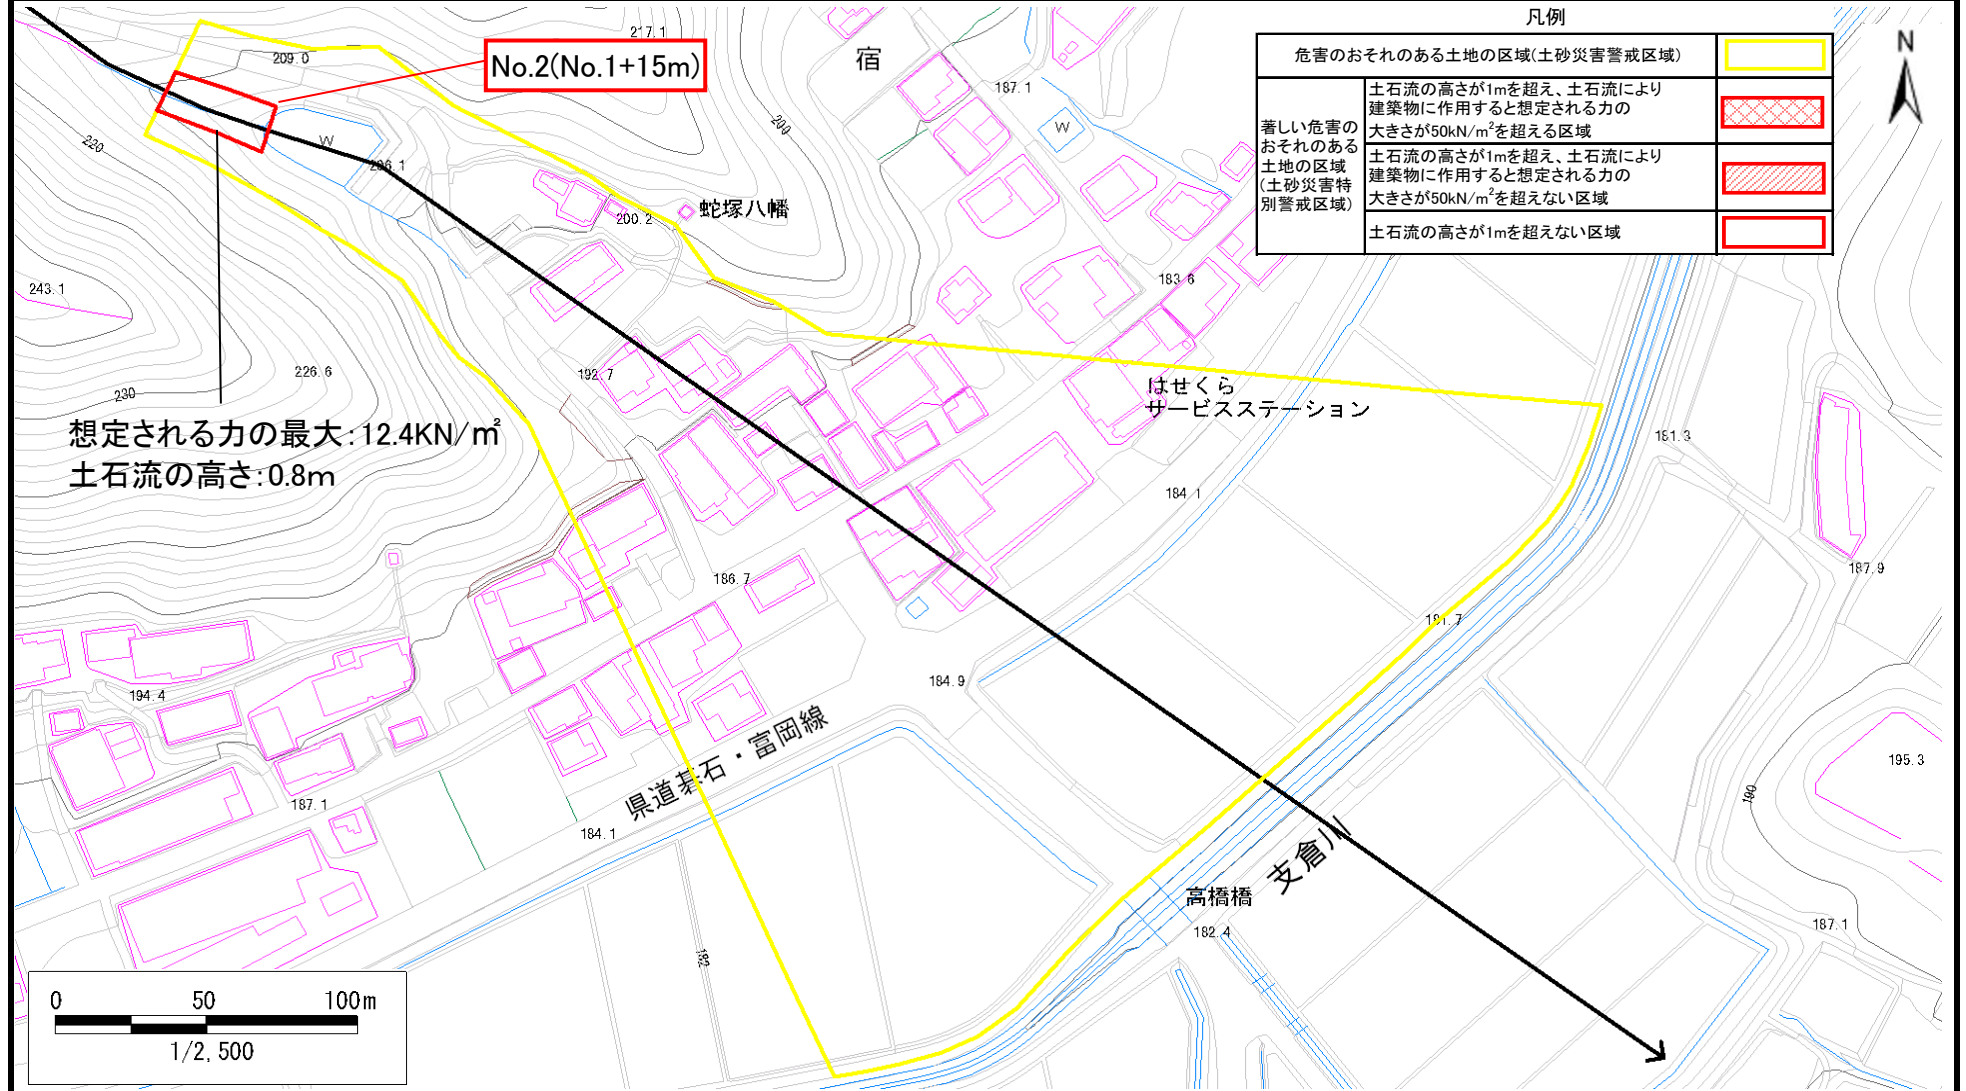 凡例
危害のおそれのある土地の区域(土砂災害警戒区域)
著しい危害の
おそれのある
土地の区域
(土砂災害特
別警戒区域)
土石流の高さが1mを超え、土石流により
建築物に作用すると想定される力の
大きさが50kN/m²を超える区域
土石流の高さが1mを超え、土石流により
建築物に作用すると想定される力の
大きさが50kN/m²を超えない区域
土石流の高さが1mを超えない区域
N
No.2(No.1+15m)
217.1
209.0
宿
187.1
W
200
220
W
206.1
200.2
蛇塚八幡
183.6
243.1
192.7
226.6
230
はせくら
サービスステーション
想定される力の最大:12.4KN/㎡
土石流の高さ:0.8m
181.3
184.1
187.9
186.7
181.7
184.9
194.4
県道碁石・富岡線
195.3
190
187.1
184.1
支倉川
高橋橋
182.4
187.1
182
0 50 100m
1/2,500